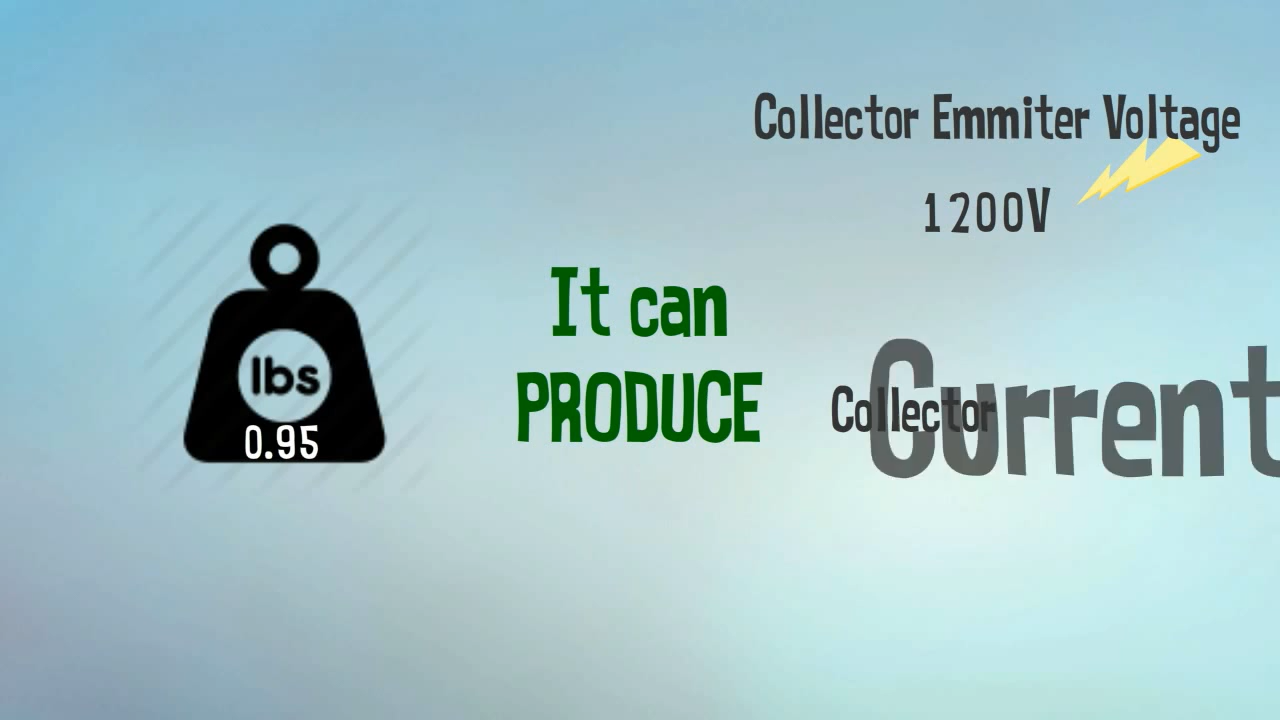 Collector Emmiter Voltage
1200V
lbs
0.95
It can
PRODUCE
Collector Current